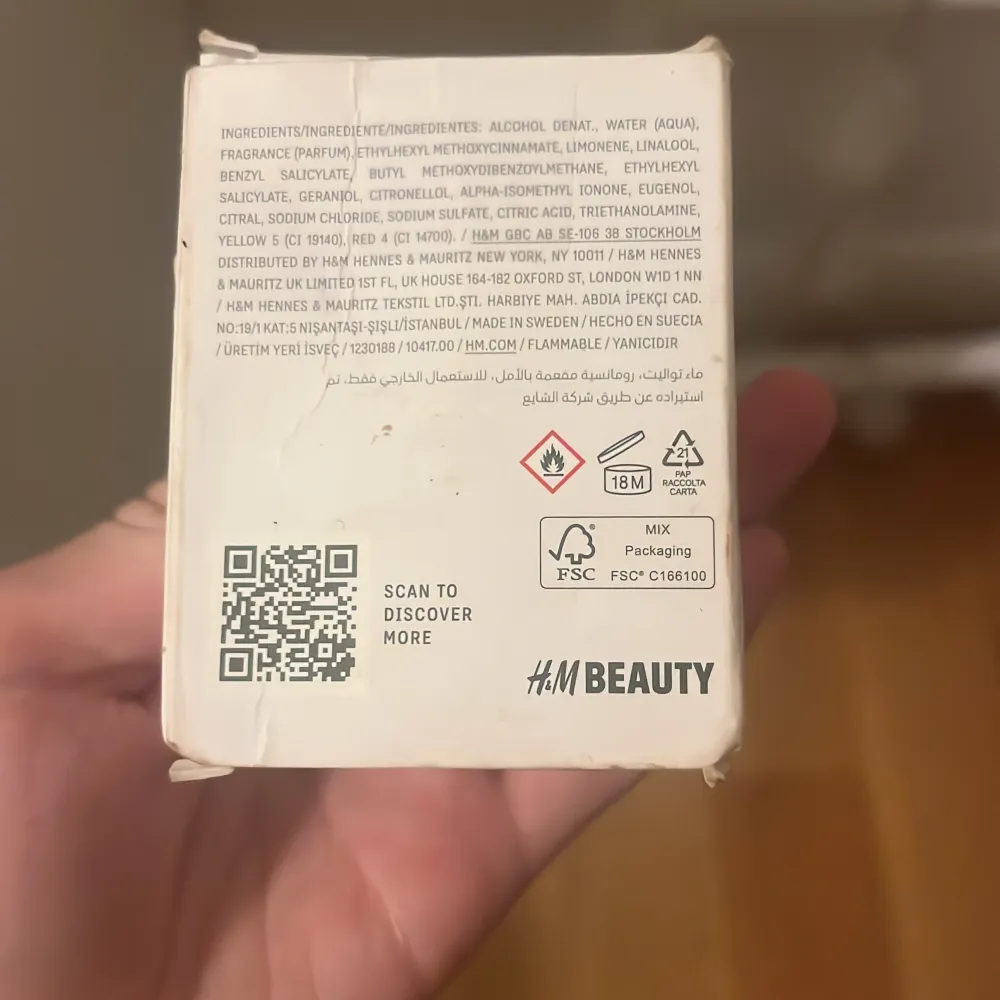 INGREDIENTS/INGREDIENTE/INGREDIENTES: ALCOHOL DENAT., WATER (AQUA),
FRAGRANCE (PARFUM), ETHYLHEXYL METHOXYCINNAMATE, LIMONENE, LINALOOL,
BENZYL SALICYLATE, BUTYL METHOXYDIBENZOYLMETHANE, ETHYLHEXYL
SALICYLATE, GERANIOL, CITRONELLOL, ALPHA-ISOMETHYL IONONE, EUGENOL,
CITRAL, SODIUM CHLORIDE, SODIUM SULFATE, CITRIC ACID, TRIETHANOLAMINE,
YELLOW 5 (CI 19140), RED 4 (CI 14700). / H&M GBC AB SE-106 38 STOCKHOLM
DISTRIBUTED BY H&M HENNES & MAURITZ NEW YORK, NY 10011 / H&M HENNES
& MAURITZ UK LIMITED 1ST FL, UK HOUSE 164-182 OXFORD ST, LONDON W1D 1 NN
/ H&M HENNES & MAURITZ TEKSTIL LTD.ŞTI. HARBIYE MAH. ABDIA İPEKÇI CAD.
NO:19/1 KAT:5 NIŞANTAŞI-ŞIŞLI/İSTANBUL / MADE IN SWEDEN / HECHO EN SUECIA
/ ÜRETİM YERİ İSVEÇ / 1230188 / 10417.00 / HM.COM / FLAMMABLE / YANICIDIR
ماء تواليت، رومانسية مفعمة بالأمل، للاستعمال الخارجي فقط، تم
استيراده عن طريق شركة الشايع
18 M
21
PAP
RACCOLTA
CARTA
FSC®
MIX
Packaging
FSC® C166100
SCAN TO
DISCOVER
MORE
H&M BEAUTY